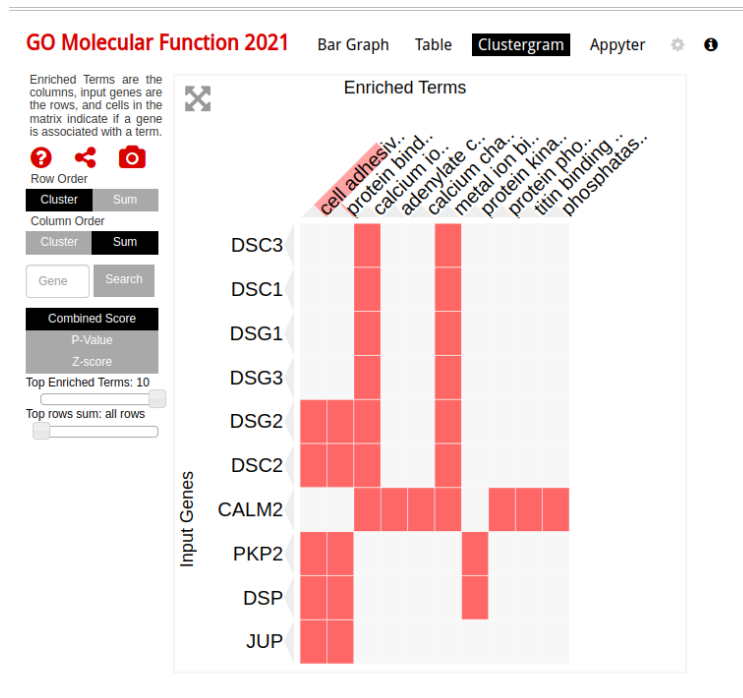 GO Molecular Function 2021
Bar Graph Table Clustergram Appyter
Enriched Terms are the
columns, input genes are
the rows, and cells in the
matrix indicate if a gene
is associated with a term.
Row Order
Cluster Sum
Column Order
Cluster Sum
Gene Search
Combined Score
P-Value
Z-score
Top Enriched Terms: 10
Top rows sum: all rows
Enriched Terms
cell adhesiv..
protein bind..
calcium io..
adenylate c..
calcium cha..
metal ion bi..
protein kina..
protein pho..
titin binding ..
phosphatas..
Input Genes
DSC3
DSC1
DSG1
DSG3
DSG2
DSC2
CALM2
PKP2
DSP
JUP